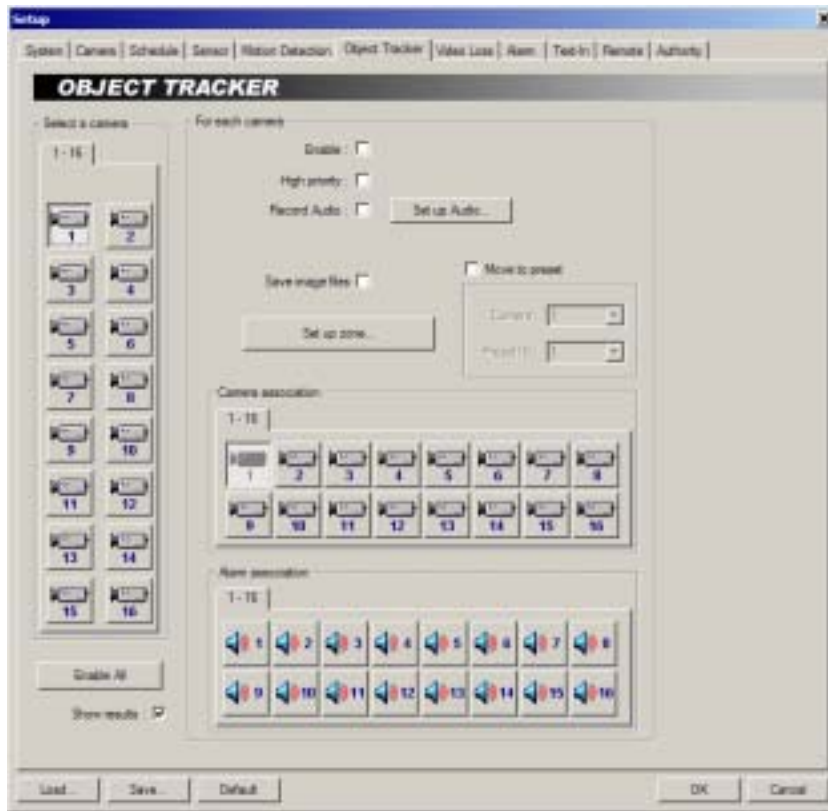 Setup
System Camera Schedule Sensor Motion Detection Object Tracker Video Loss Alarm Text-In Remote Authority
OBJECT TRACKER
Select a camera
1 - 16
1 2
3 4
5 6
7 8
9 10
11 12
13 14
15 16
Enable All
Show results :
For each camera
Enable :
High priority :
Record Audio :
Set up Audio...
Save image files
Move to preset
Camera : 1
Preset 1
Set up zone...
Camera association
1 - 16
1 2 3 4 5 6 7 8
9 10 11 12 13 14 15 16
Alarm association
1 - 16
1 2 3 4 5 6 7 8
9 10 11 12 13 14 15 16
Load... Save... Default OK Cancel